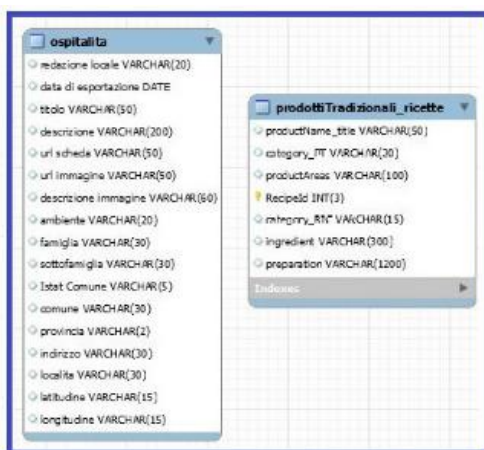 ospitalita
redazione locale VARCHAR(20)
data di esportazione DATE
titolo VARCHAR(50)
descrizione VARCHAR(200)
url scheda VARCHAR(50)
url immagine VARCHAR(50)
descrizione immagine VARCHAR(60)
ambiente VARCHAR(20)
famiglia VARCHAR(30)
sottofamiglia VARCHAR(30)
Istat Comune VARCHAR(5)
comune VARCHAR(30)
provincia VARCHAR(2)
indirizzo VARCHAR(30)
localita VARCHAR(30)
latitudine VARCHAR(15)
longitudine VARCHAR(15)
prodottiTradizionali_ricette
productName_title VARCHAR(50)
category_PT VARCHAR(20)
productAreas VARCHAR(100)
RecipeId INT(3)
VARCHAR(15)
ingredient VARCHAR(300)
preparation VARCHAR(1200)
Indexes